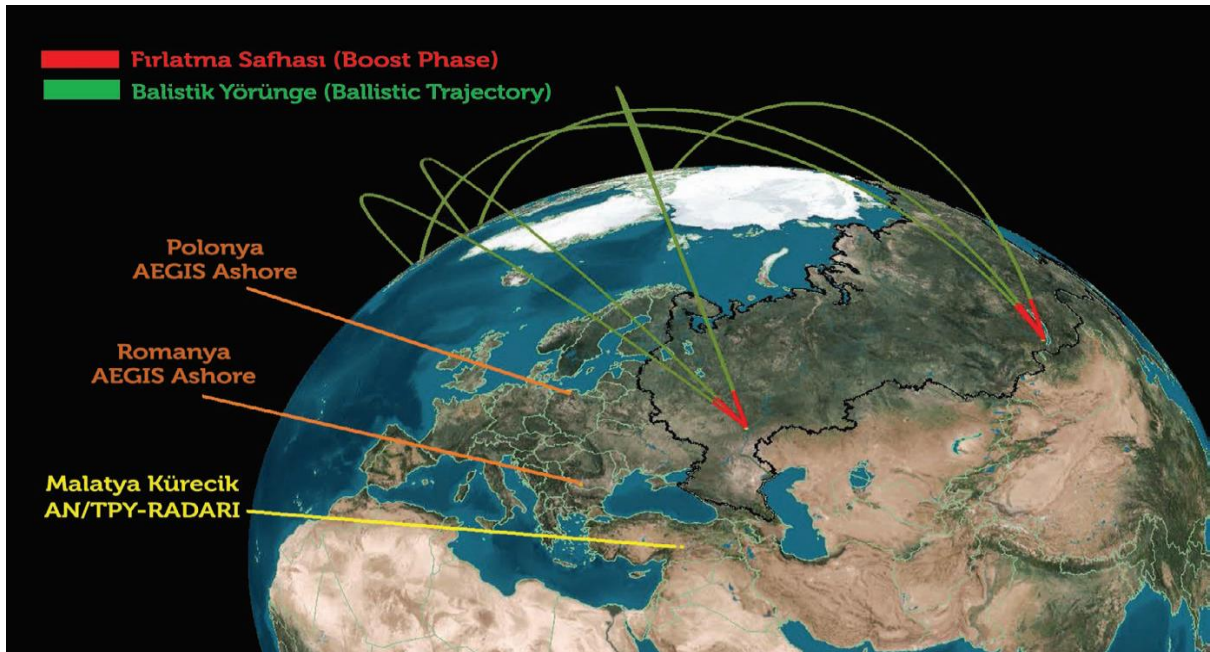 Fırlatma Safhası (Boost Phase)
Balistik Yörünge (Ballistic Trajectory)
Polonya
AEGIS Ashore
Romanya
AEGIS Ashore
Malatya Kürecik
AN/TPY-RADARI